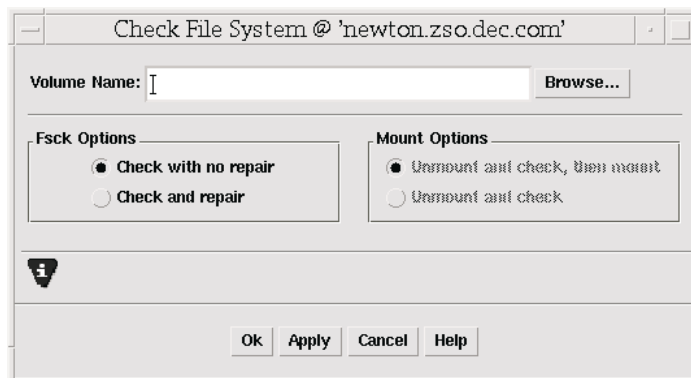 Check File System @ 'newton.zso.dec.com'
Volume Name:
Browse...
Fsck Options
Check with no repair
Check and repair
Mount Options
Unmount and check, then mount
Unmount and check
i
Ok Apply Cancel Help